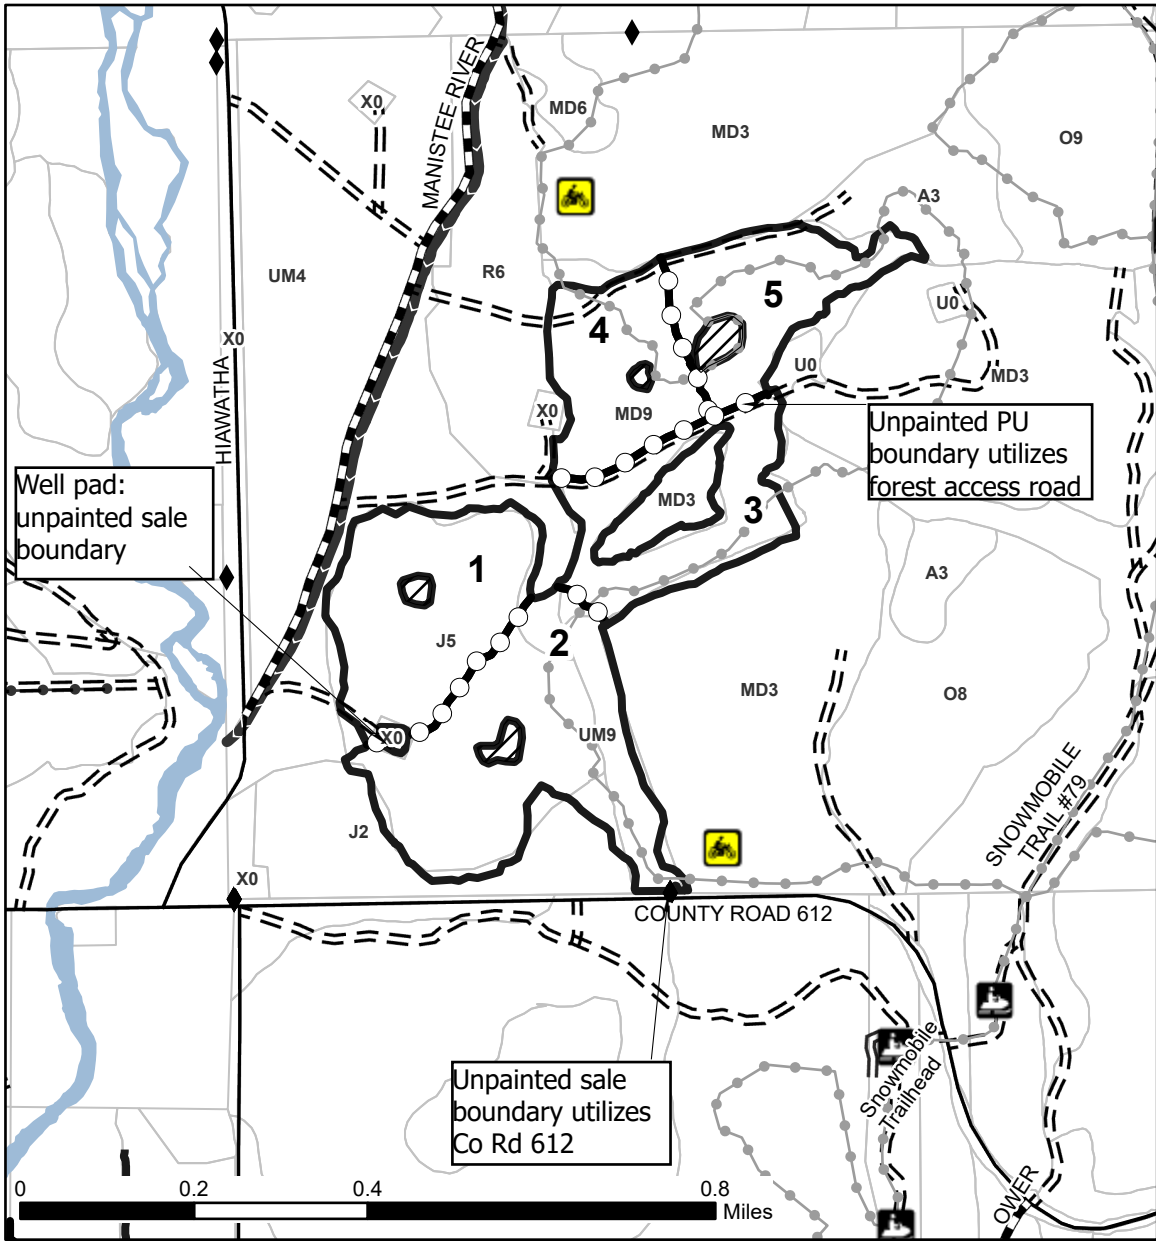 MANISTEE RIVER
X0
MD6
MD3
O9
A3
UM4
R6
5
U0
X0
4
HIAWATHA
U0
MD3
X0
MD9
Unpainted PU
boundary utilizes
forest access road
Well pad:
unpainted sale
boundary
MD3
3
1
A3
J5
2
MD3
O8
X0
UM9
SNOWMOBILE
TRAIL #79
J2
X0
COUNTY ROAD 612
Snowmobile
Trailhead
Unpainted sale
boundary utilizes
Co Rd 612
OWER
0
0.2
0.4
0.8
Miles